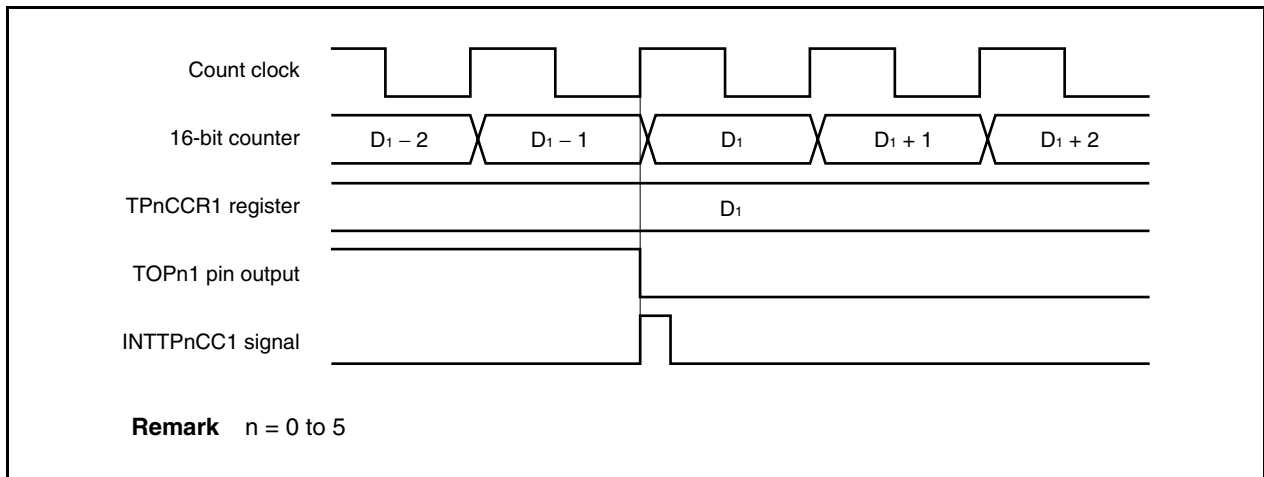 Count clock
16-bit counter D₁ − 2 D₁ − 1 D₁ D₁ + 1 D₁ + 2
TPnCCR1 register D₁
TOPn1 pin output
INTTPnCC1 signal
Remark n = 0 to 5